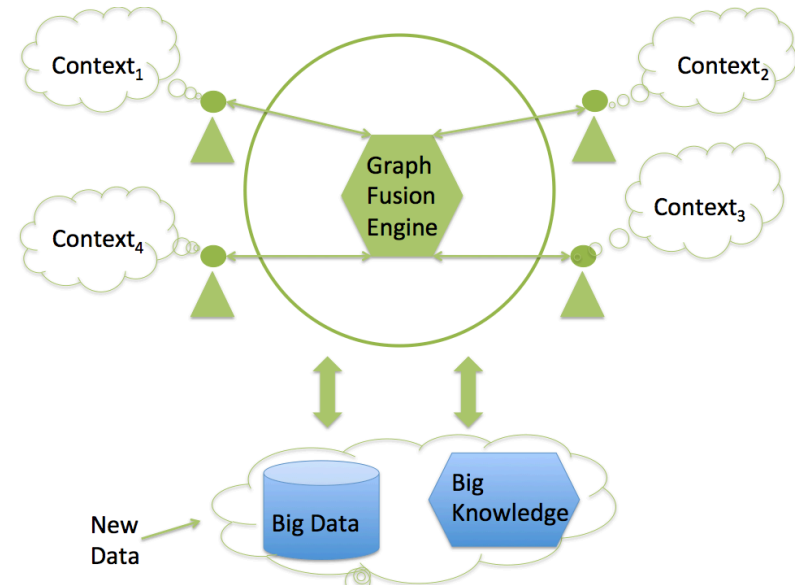 Context₁
Context₂
Graph
Fusion
Engine
Context₄
Context₃
Big Data
Big
Knowledge
New
Data